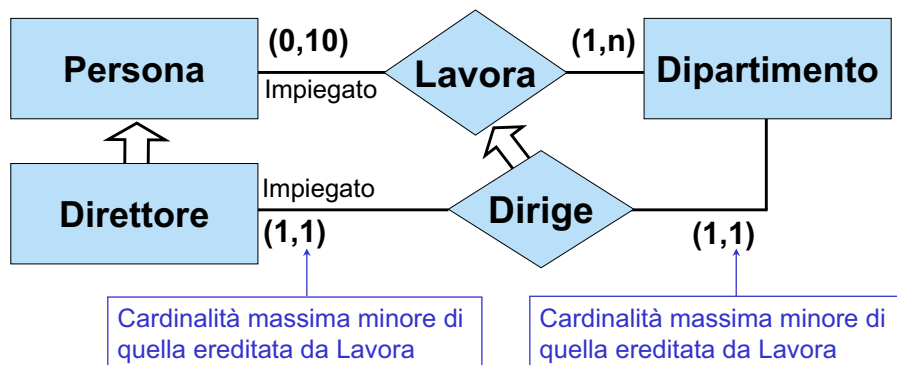 (0,10)
(1,n)
Persona
Lavora
Dipartimento
Impiegato
Impiegato
Direttore
Dirige
(1,1)
(1,1)
Cardinalità massima minore di
quella ereditata da Lavora
Cardinalità massima minore di
quella ereditata da Lavora